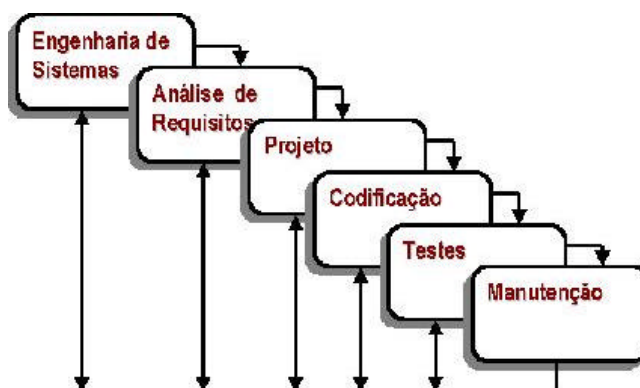 Engenharia de
Sistemas
Análise de
Requisitos
Projeto
Codificação
Testes
Manutenção